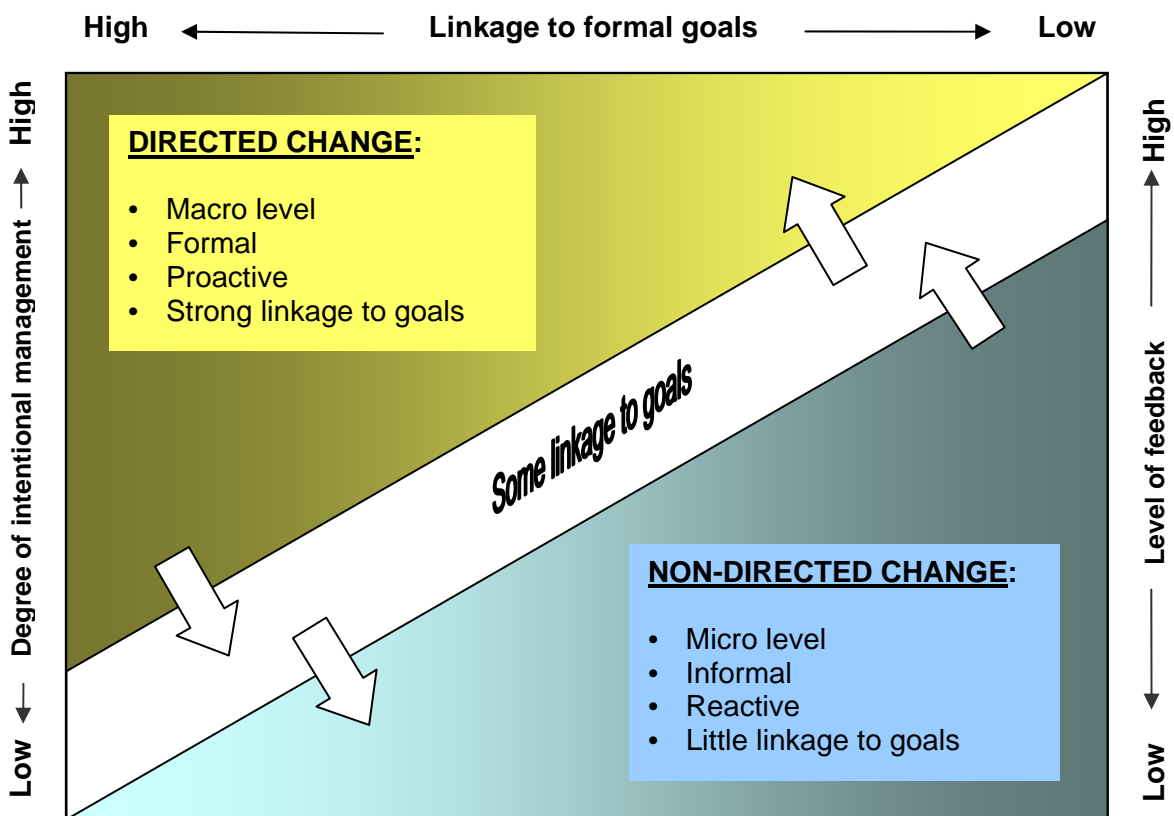 High Linkage to formal goals Low
Low Degree of intentional management High
DIRECTED CHANGE:
• Macro level
• Formal
• Proactive
• Strong linkage to goals
Some linkage to goals
NON-DIRECTED CHANGE:
• Micro level
• Informal
• Reactive
• Little linkage to goals
Low Level of feedback High